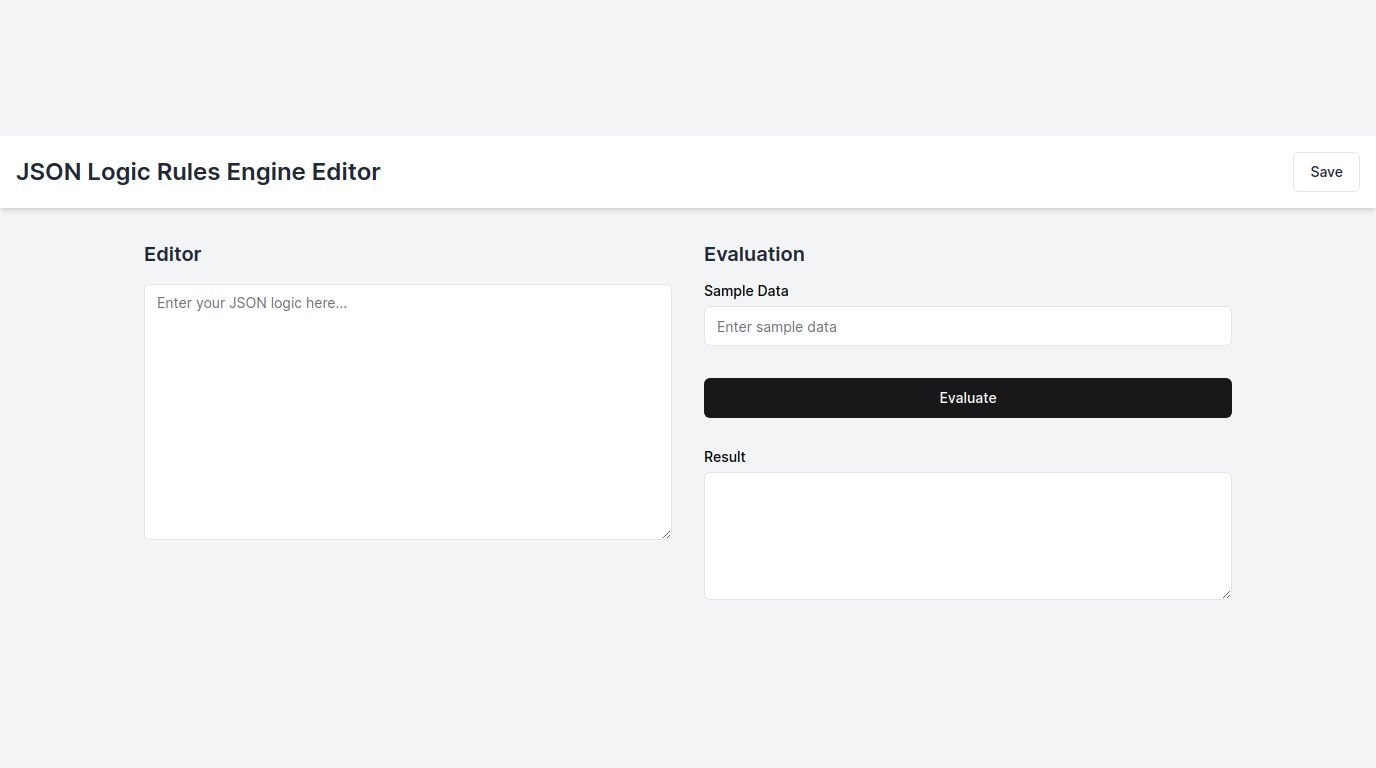 JSON Logic Rules Engine Editor
Save
Editor
Enter your JSON logic here...
Evaluation
Sample Data
Enter sample data
Evaluate
Result